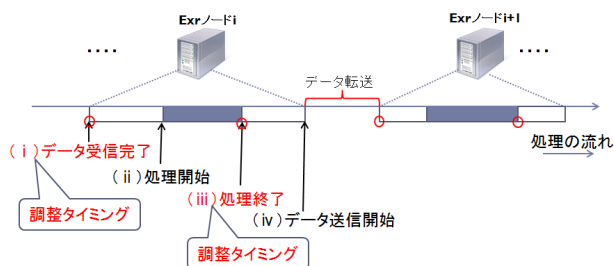 Exrノードi
Exrノードi+1
‥‥
‥‥
データ転送
処理の流れ
(ⅰ)データ受信完了
(ⅱ)処理開始
(ⅲ)処理終了
(ⅳ)データ送信開始
調整タイミング
調整タイミング